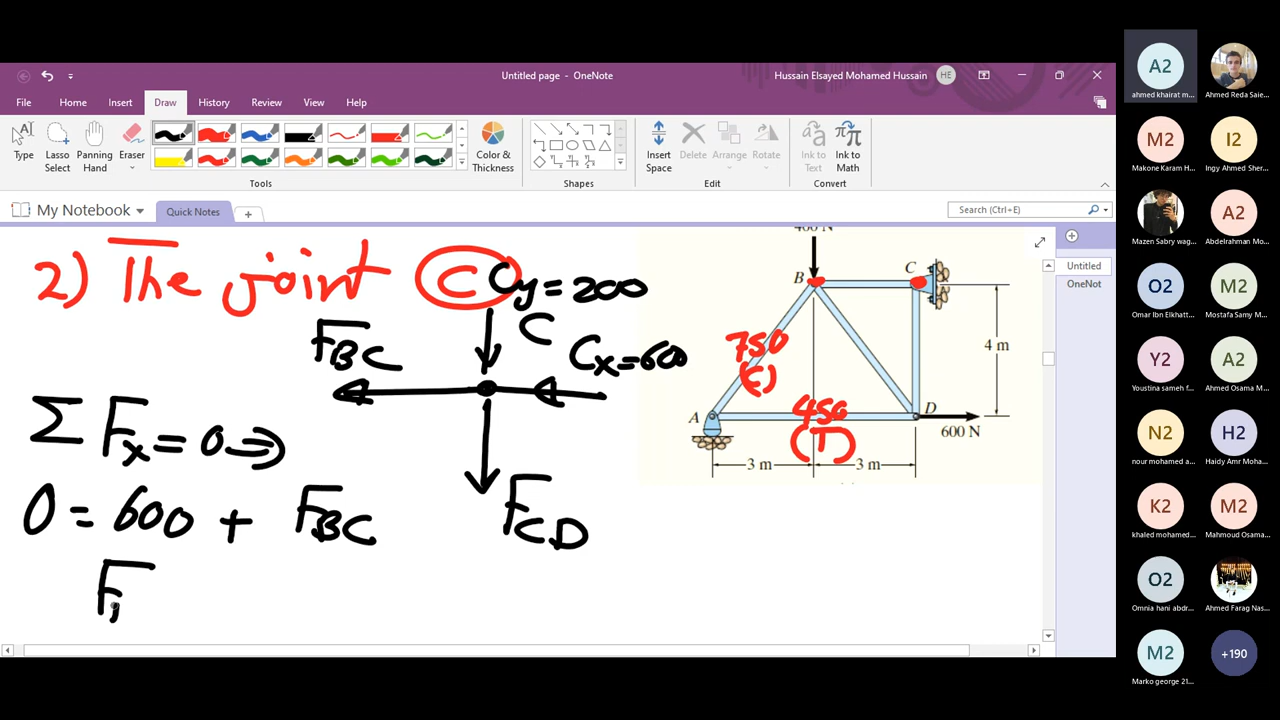 Untitled page - OneNote
Hussain Elsayed Mohamed Hussain HE
File Home Insert Draw History Review View Help
Type
Lasso Select
Panning Hand
Eraser
Color & Thickness
Insert Space
Delete
Arrange
Rotate
Ink to Text
Ink to Math
Tools
Shapes
Edit
Convert
My Notebook
Quick Notes
Search (Ctrl+E)
Untitled
OneNot
2) The joint C
Cy = 200
C
Cx = 600
FBC
FCD
Σ Fx = 0 ⇒
0 = 600 + FBC
F
B
C
750
(C)
4 m
A
450
(T)
D
600 N
3 m
3 m
A2
ahmed khairat m...
Ahmed Reda Saie...
M2
Makone Karam H...
I2
Ingy Ahmed Sher...
Mazen Sabry wag...
A2
Abdelrahman Mo...
O2
Omar Ibn Elkhatt...
M2
Mostafa Samy M...
Y2
Youstina sameh f...
A2
Ahmed Osama M...
N2
nour mohamed a...
H2
Haidy Amr Moha...
K2
khaled mohamed...
M2
Mahmoud Osama...
O2
Omnia hani abdr...
Ahmed Farag Nas...
M2
Marko george 21...
+190